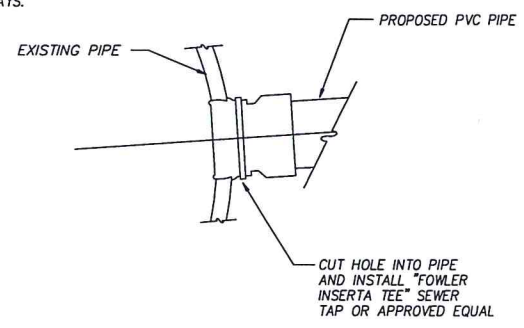 PROPOSED PVC PIPE
EXISTING PIPE
CUT HOLE INTO PIPE
AND INSTALL "FOWLER
INSERTA TEE" SEWER
TAP OR APPROVED EQUAL